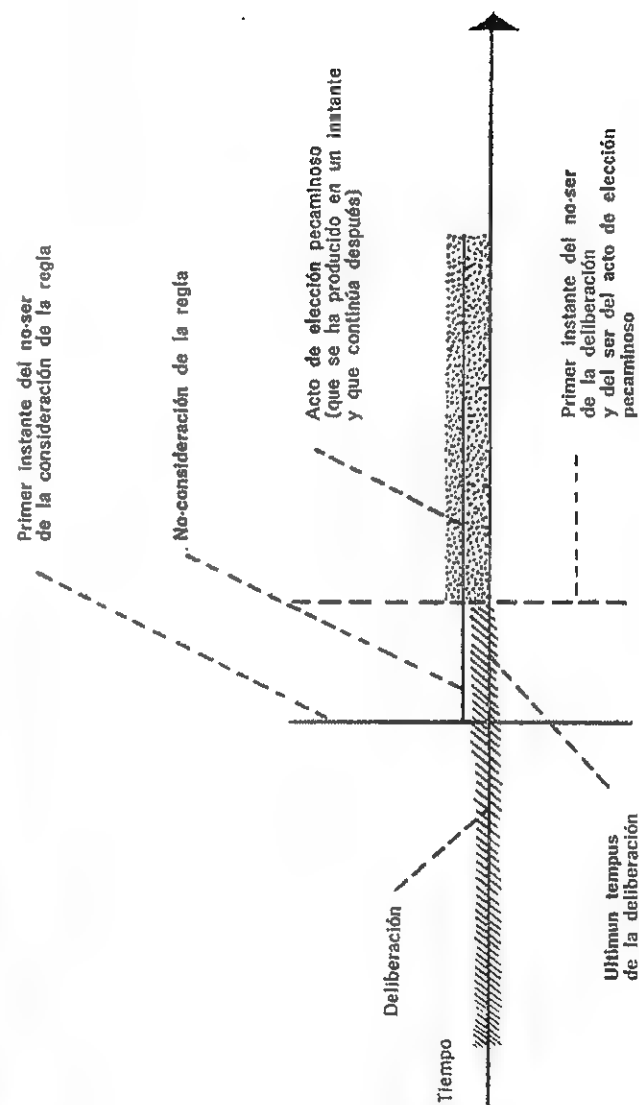 Primer instante del no-ser
de la consideración de la regla
No-consideración de la regla
Acto de elección pecaminoso
(que se ha producido en un instante
y que continúa después)
Primer instante del no-ser
de la deliberación
y del ser del acto de elección
pecaminoso
Deliberación
Ultimun tempus
de la deliberación
Tiempo